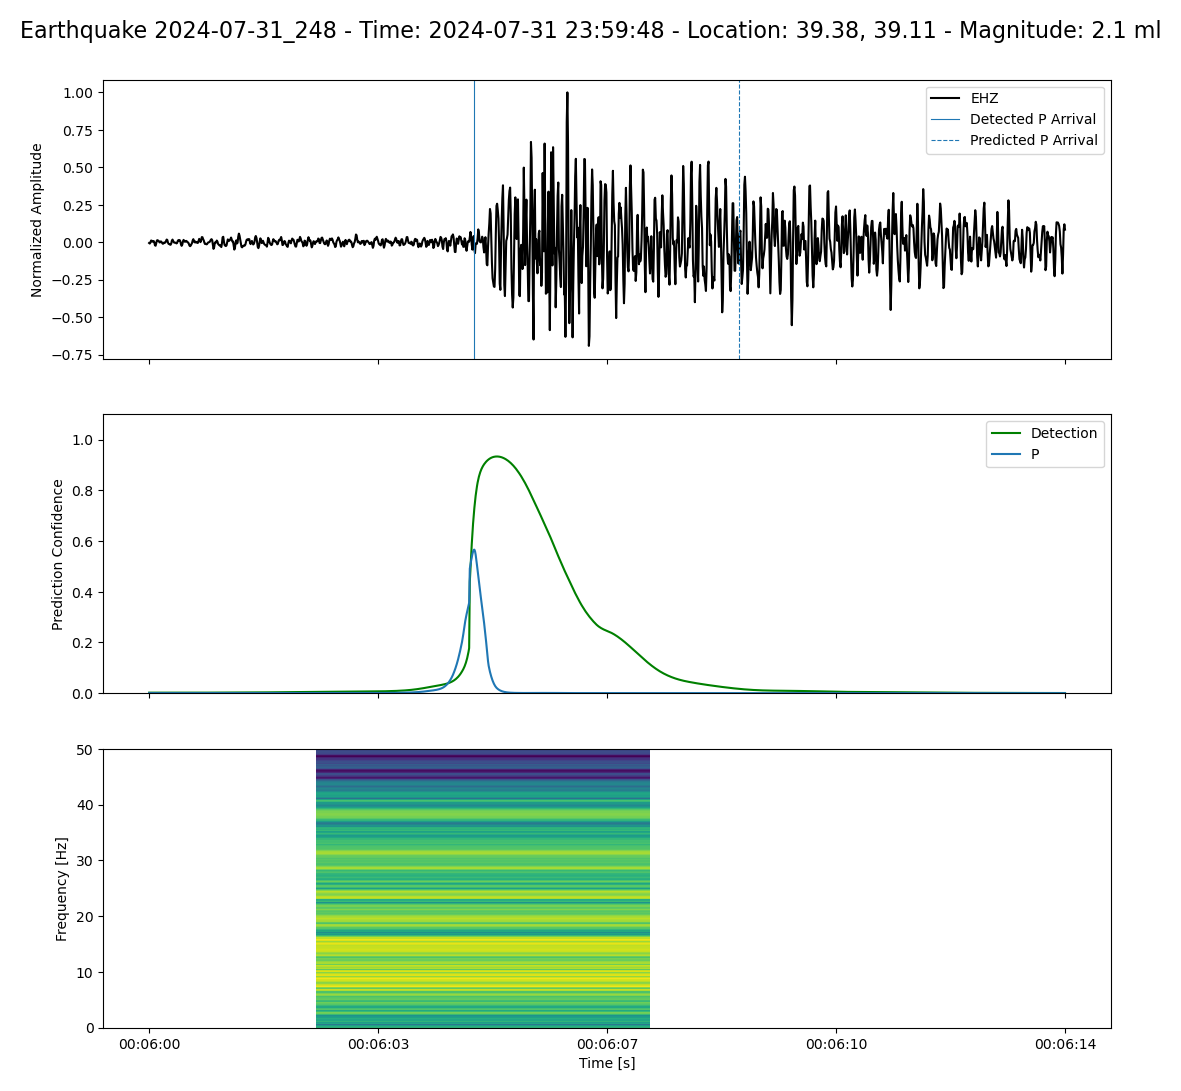 Earthquake 2024-07-31_248 - Time: 2024-07-31 23:59:48 - Location: 39.38, 39.11 - Magnitude: 2.1 ml
Normalized Amplitude
1.00
0.75
0.50
0.25
0.00
−0.25
−0.50
−0.75
EHZ
Detected P Arrival
Predicted P Arrival
Prediction Confidence
1.0
0.8
0.6
0.4
0.2
0.0
Detection
P
Frequency [Hz]
50
40
30
20
10
0
00:06:00 00:06:03 00:06:07 00:06:10 00:06:14
Time [s]